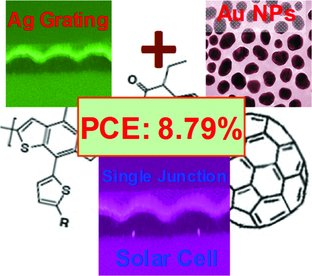 Ag Grating
Au NPs
O
S
S
S
R
PCE: 8.79%
Single Junction
Solar Cell